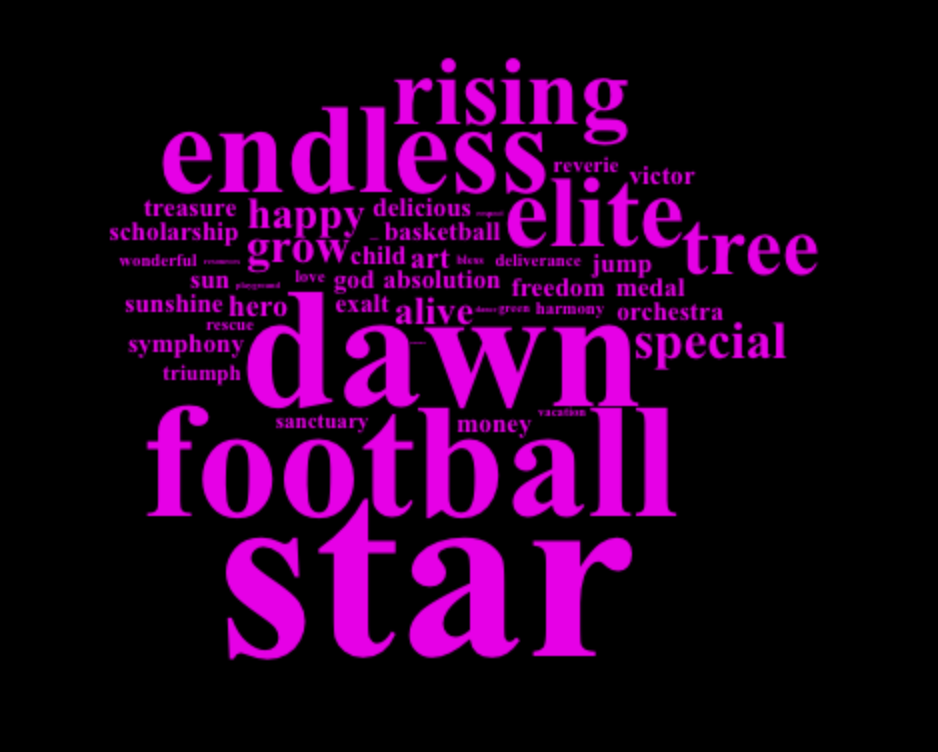 rising
endless
reverie victor
treasure happy delicious elite
scholarship basketball tree
wonderful grow child art bless deliverance jump
sun playground love god absolution freedom medal
sunshine hero exalt alive dance green harmony orchestra
rescue
symphony dawn special
triumph
sanctuary money vacation
football
star